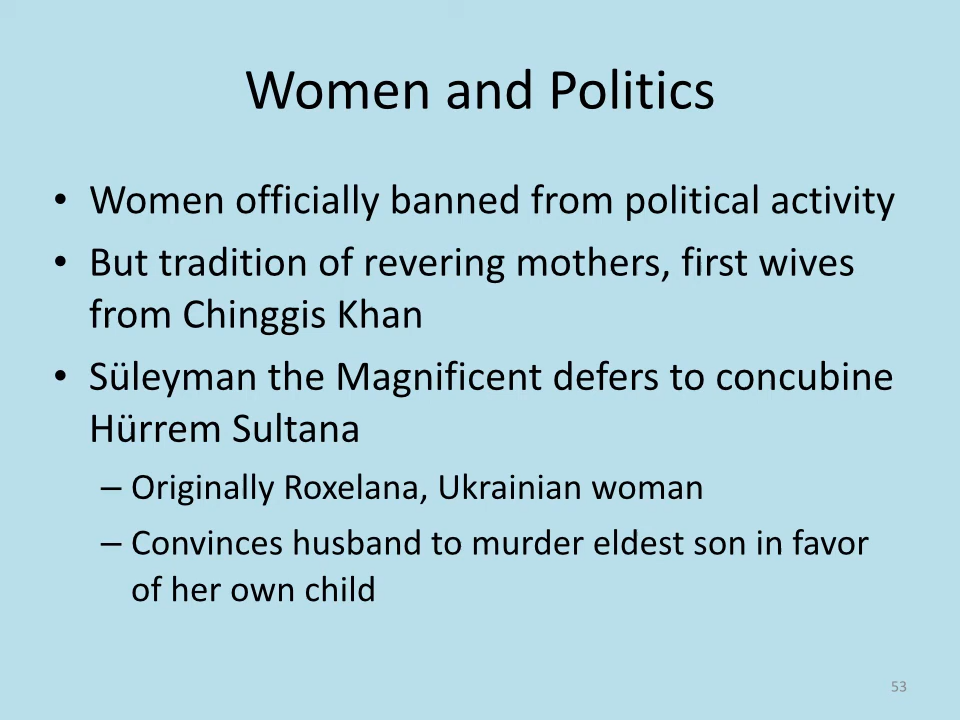 Women and Politics
• Women officially banned from political activity
• But tradition of revering mothers, first wives
from Chinggis Khan
• Süleyman the Magnificent defers to concubine
Hürrem Sultana
– Originally Roxelana, Ukrainian woman
– Convinces husband to murder eldest son in favor
of her own child
53